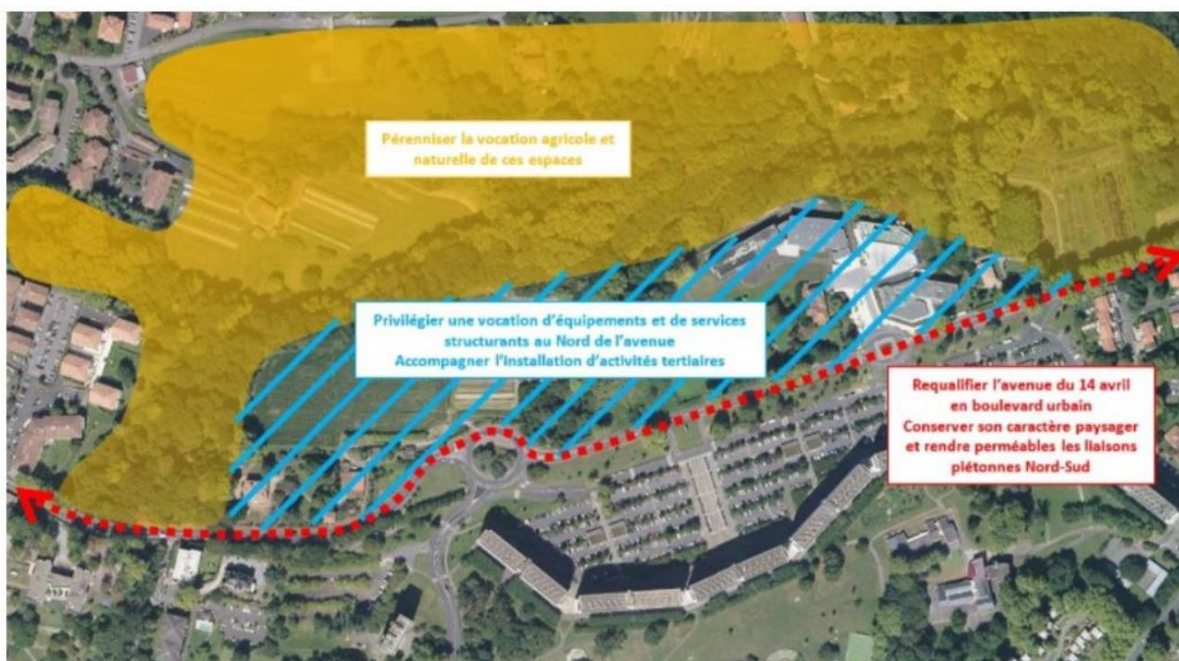 Pérenniser la vocation agricole et
naturelle de ces espaces
Privilégier une vocation d'équipements et de services
structurants au Nord de l'avenue
Accompagner l'installation d'activités tertiaires
Requalifier l'avenue du 14 avril
en boulevard urbain
Conserver son caractère paysager
et rendre perméables les liaisons
piétonnes Nord-Sud